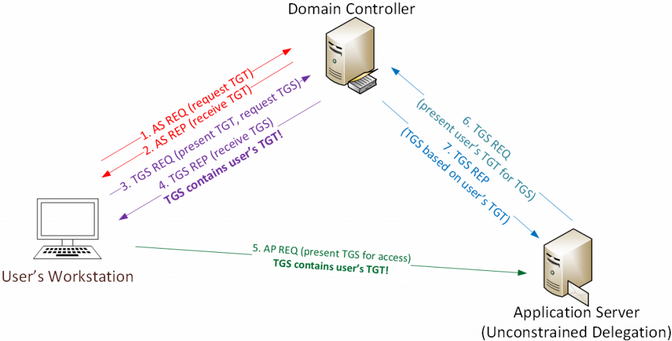 Domain Controller
1. AS REQ (request TGT)
2. AS REP (receive TGT)
3. TGS REQ (present TGT, request TGS)
4. TGS REP (receive TGS)
TGS contains user's TGT!
6. TGS REQ
(present user's TGT for TGS)
7. TGS REP
(TGS based on user's TGT)
User's Workstation
5. AP REQ (present TGS for access)
TGS contains user's TGT!
Application Server
(Unconstrained Delegation)